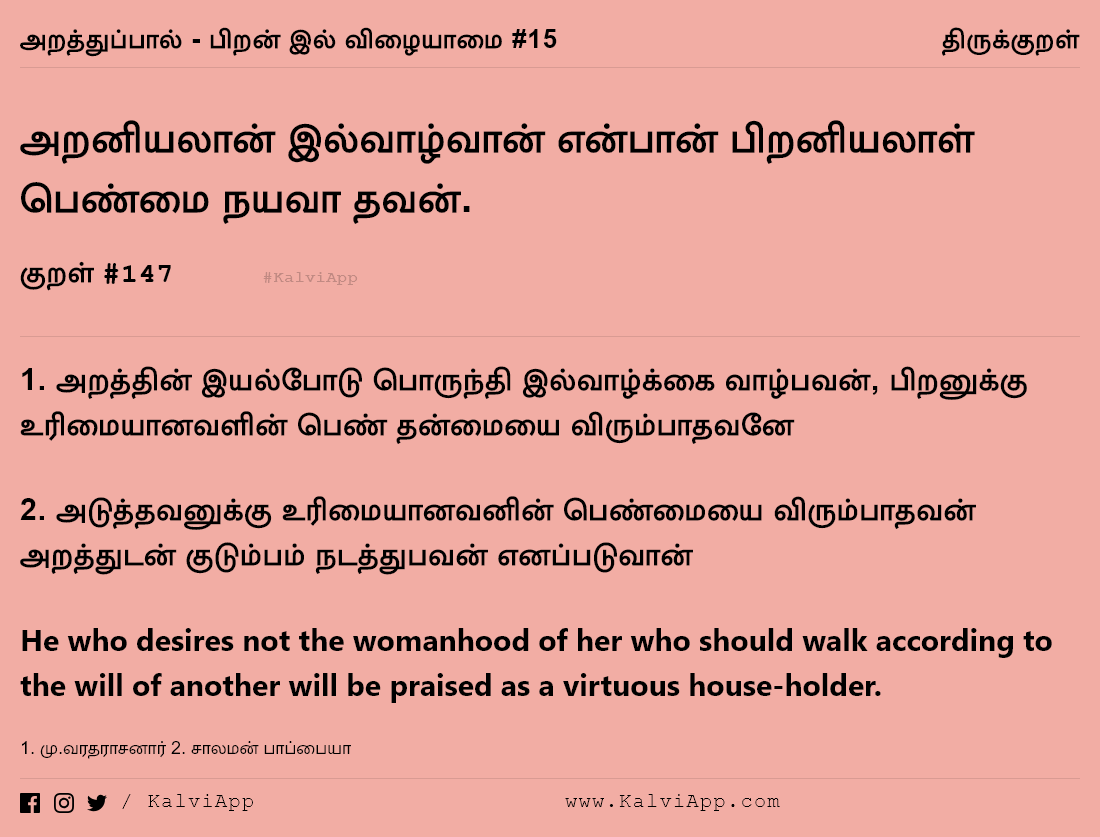 அறத்துப்பால் - பிறன் இல் விழையாமை #15
திருக்குறள்
அறனியலான் இல்வாழ்வான் என்பான் பிறனியலாள்
பெண்மை நயவா தவன்.
குறள் #147
#KalviApp
1. அறத்தின் இயல்போடு பொருந்தி இல்வாழ்க்கை வாழ்பவன், பிறனுக்கு
உரிமையானவளின் பெண் தன்மையை விரும்பாதவனே
2. அடுத்தவனுக்கு உரிமையானவனின் பெண்மையை விரும்பாதவன்
அறத்துடன் குடும்பம் நடத்துபவன் எனப்படுவான்
He who desires not the womanhood of her who should walk according to
the will of another will be praised as a virtuous house-holder.
1. மு.வரதராசனார் 2. சாலமன் பாப்பையா
/ KalviApp
www.KalviApp.com